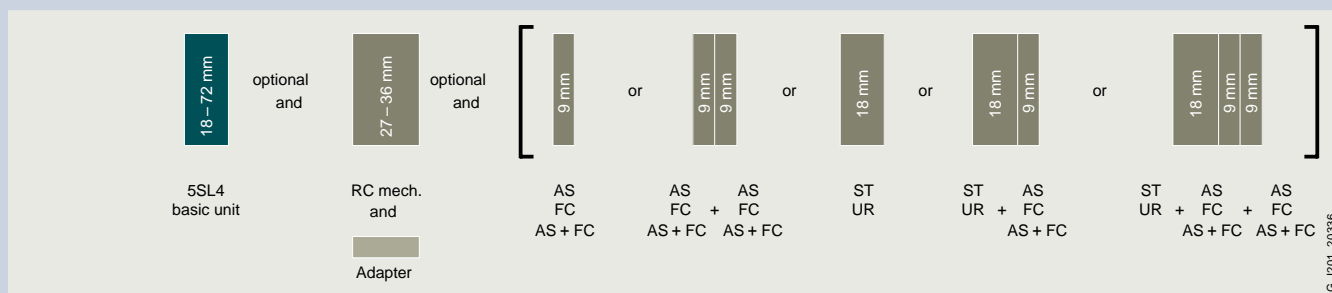 18 – 72 mm
optional
and
27 – 36 mm
optional
and
9 mm
or
9 mm
9 mm
or
18 mm
or
18 mm
9 mm
or
18 mm
9 mm
9 mm
5SL4
basic unit
RC mech.
and
Adapter
AS
FC
AS + FC
AS
FC
AS + FC
+
AS
FC
AS + FC
ST
UR
ST
UR
+
AS
FC
AS + FC
ST
UR
+
AS
FC
AS + FC
+
AS
FC
AS + FC
G_I201_20336